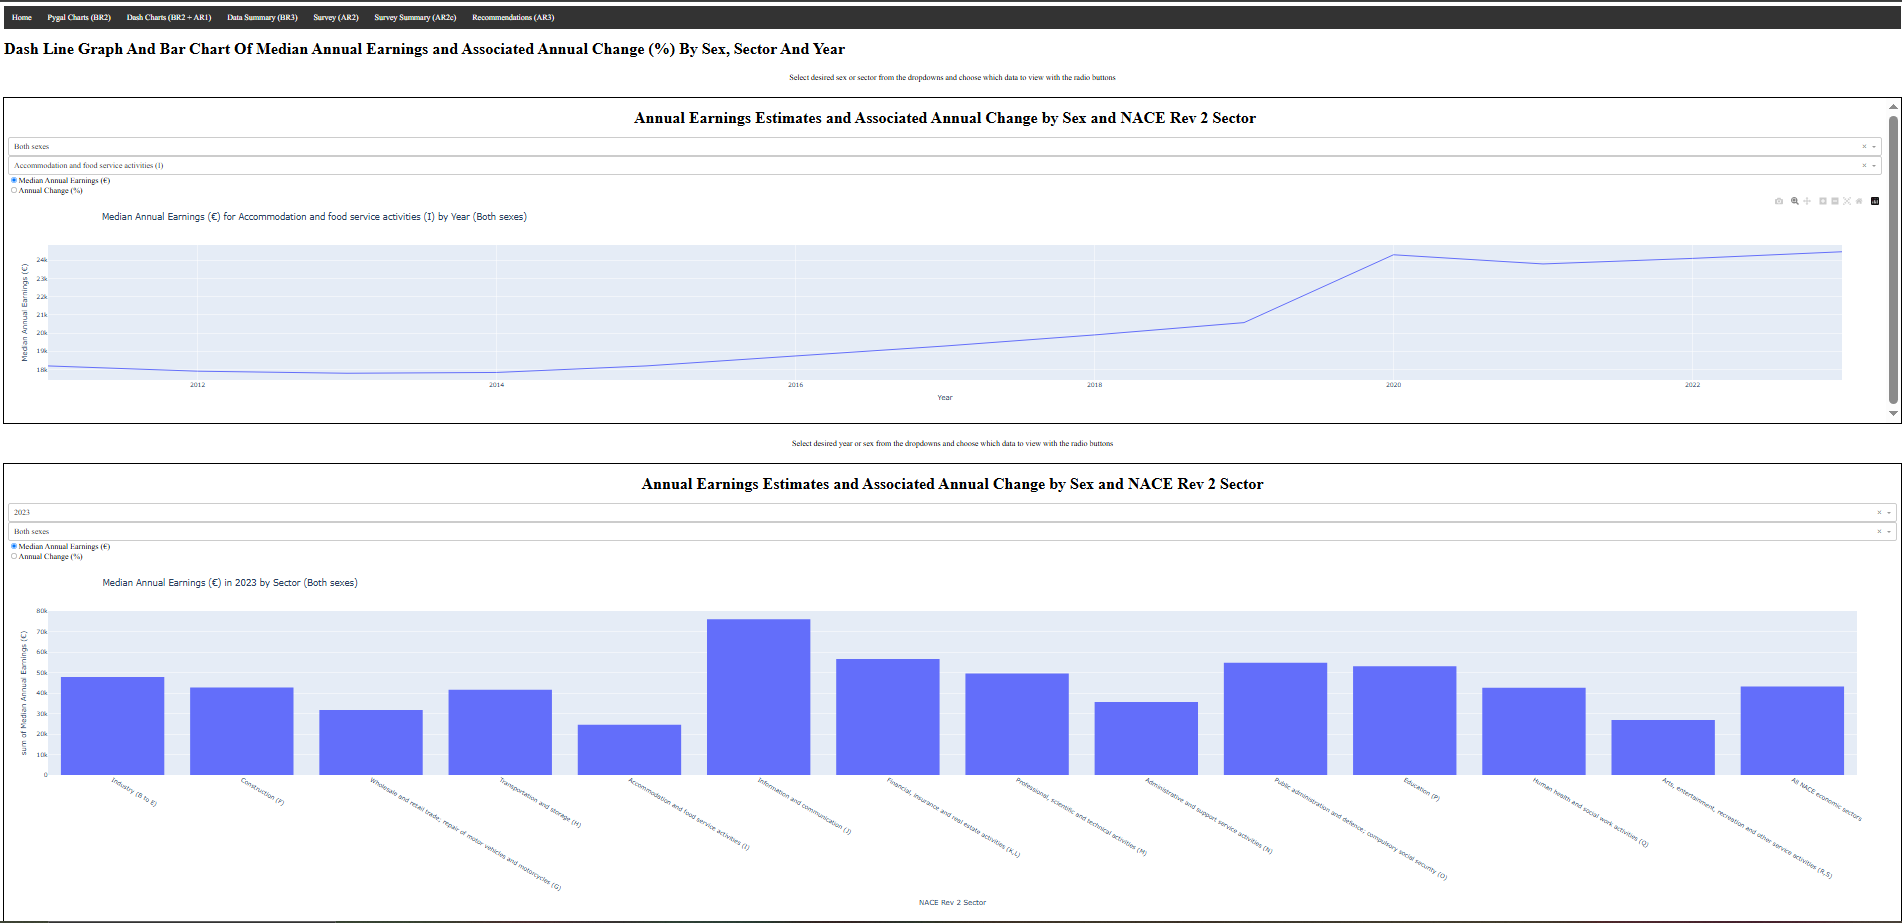 Home Pygal Charts (BR2) Dash Charts (BR2 + AR1) Data Summary (BR3) Survey (AR2) Survey Summary (AR2c) Recommendations (AR3)
Dash Line Graph And Bar Chart Of Median Annual Earnings and Associated Annual Change (%) By Sex, Sector And Year
Select desired sex or sector from the dropdowns and choose which data to view with the radio buttons
Annual Earnings Estimates and Associated Annual Change by Sex and NACE Rev 2 Sector
Both sexes
Accommodation and food service activities (I)
Median Annual Earnings (€)
Annual Change (%)
Median Annual Earnings (€) for Accommodation and food service activities (I) by Year (Both sexes)
Median Annual Earnings (€)
24k
23k
22k
21k
20k
19k
18k
2012 2014 2016 2018 2020 2022
Year
Select desired year or sex from the dropdowns and choose which data to view with the radio buttons
Annual Earnings Estimates and Associated Annual Change by Sex and NACE Rev 2 Sector
2023
Both sexes
Median Annual Earnings (€)
Annual Change (%)
Median Annual Earnings (€) in 2023 by Sector (Both sexes)
sum of Median Annual Earnings (€)
80k
70k
60k
50k
40k
30k
20k
10k
0
Industry (B to E)
Construction (F)
Wholesale and retail trade; repair of motor vehicles and motorcycles (G)
Transportation and storage (H)
Accommodation and food service activities (I)
Information and communication (J)
Financial, insurance and real estate activities (K,L)
Professional, scientific and technical activities (M)
Administrative and support service activities (N)
Public administration and defence; compulsory social security (O)
Education (P)
Human health and social work activities (Q)
Arts, entertainment, recreation and other service activities (R,S)
All NACE economic sectors
NACE Rev 2 Sector